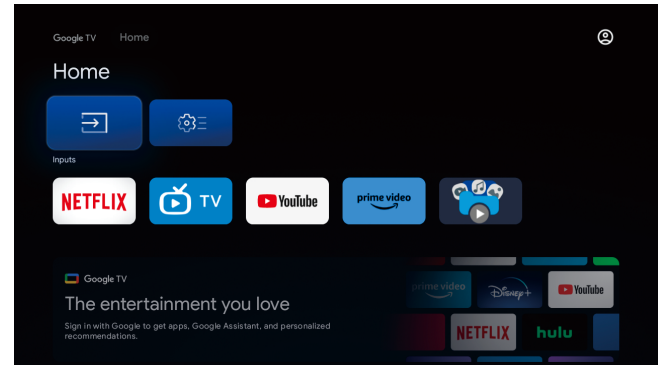 Google TV Home
Home
Inputs
NETFLIX TV YouTube prime video
Google TV
The entertainment you love
Sign in with Google to get apps, Google Assistant, and personalized
recommendations.
prime video Disney+ YouTube
NETFLIX hulu